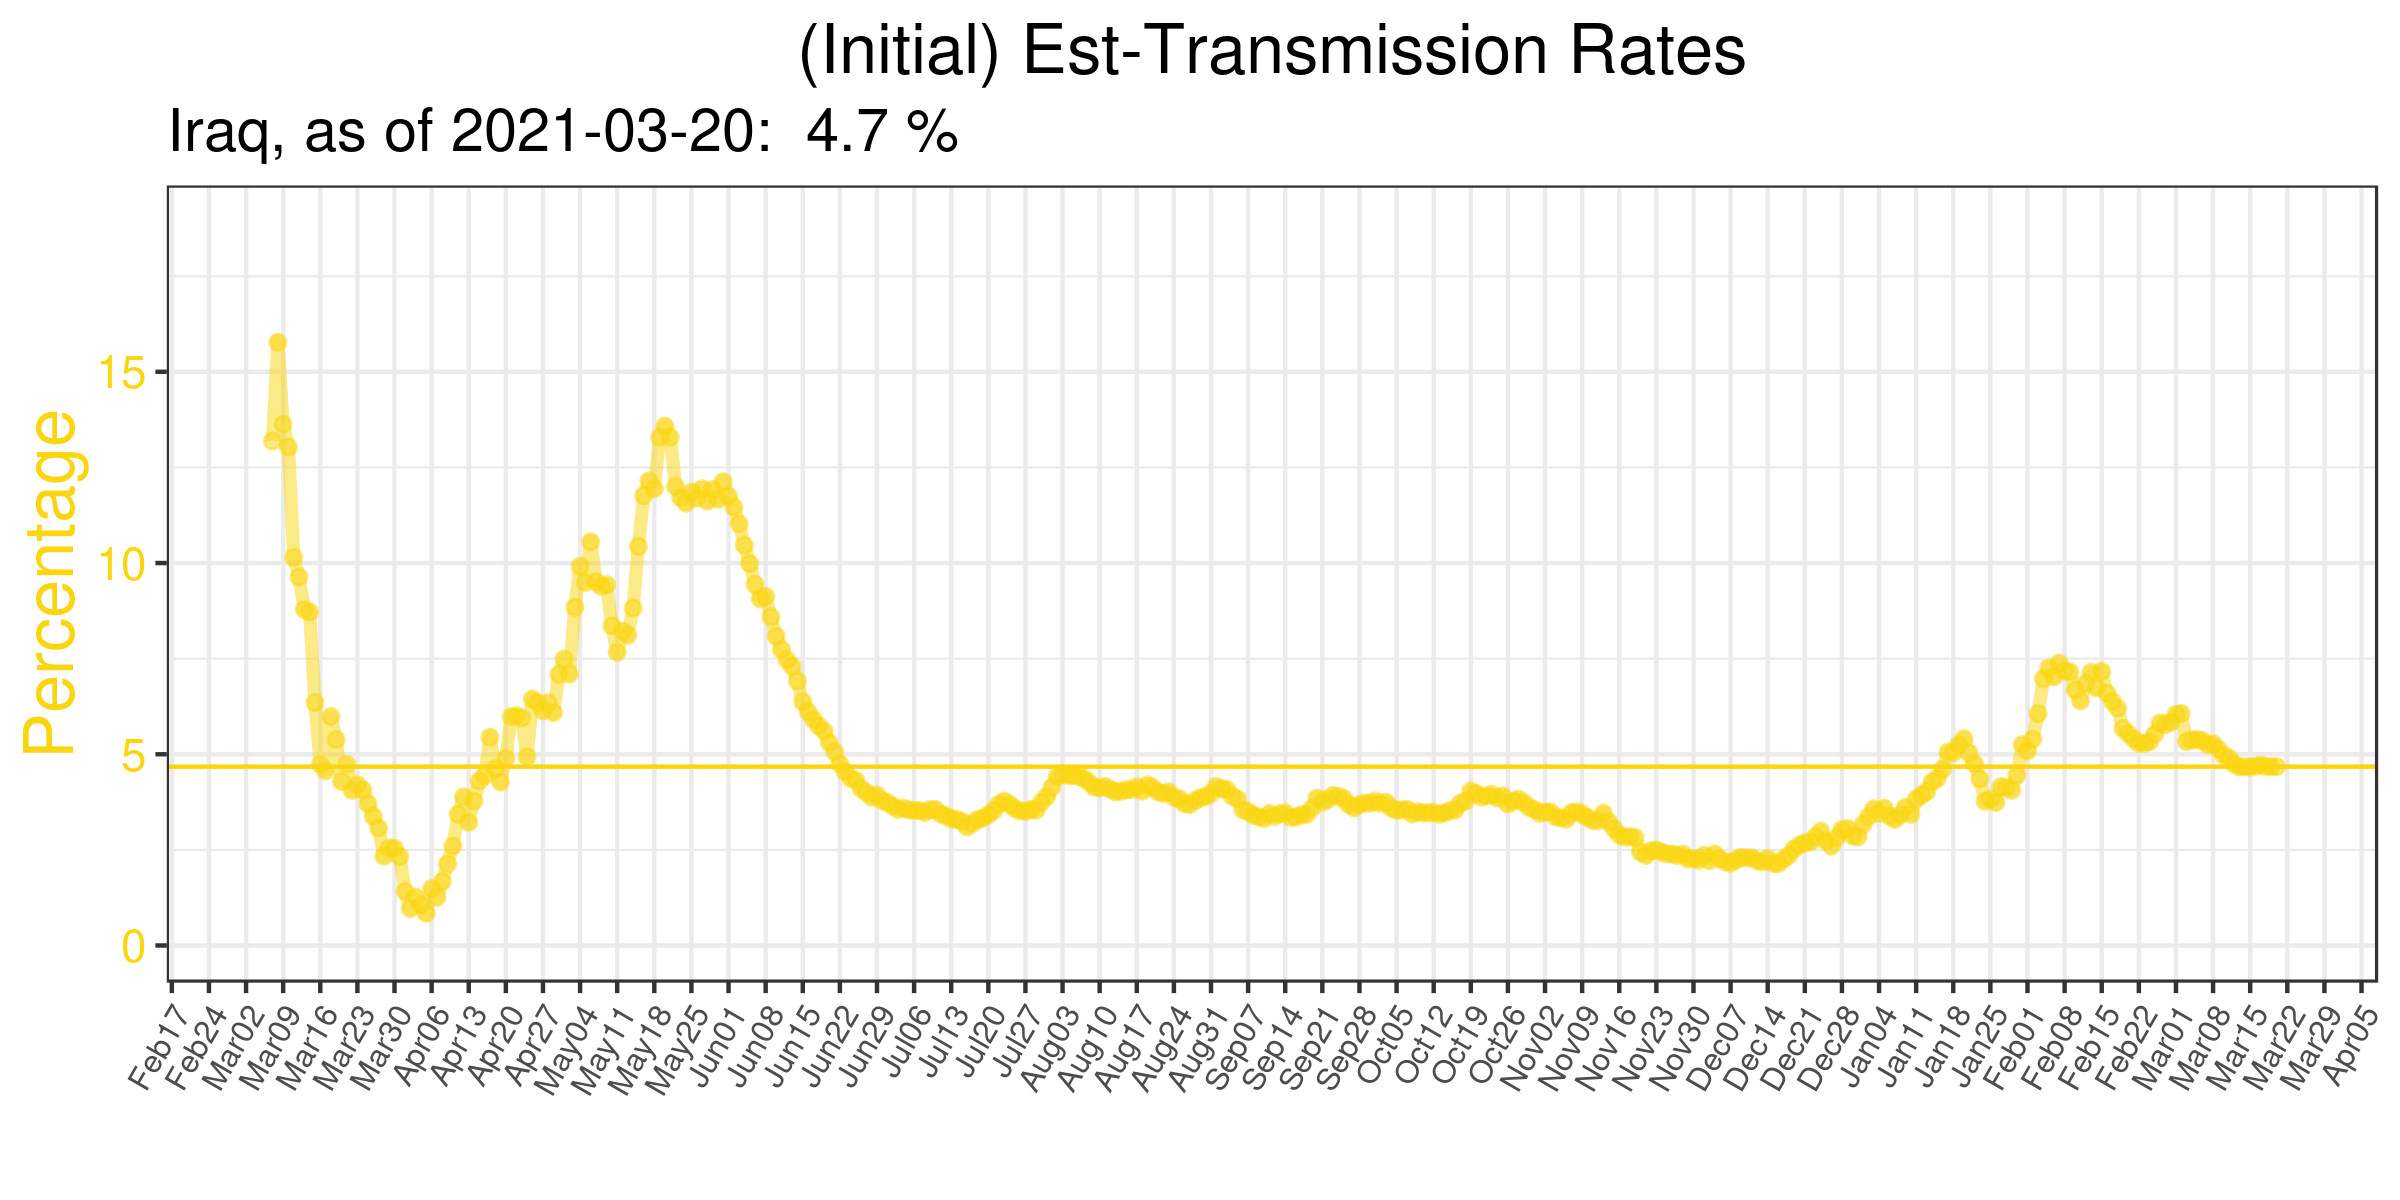 (Initial) Est-Transmission Rates
Iraq, as of 2021-03-20:  4.7 %
Percentage
15
10
5
0
Feb17
Feb24
Mar02
Mar09
Mar16
Mar23
Mar30
Apr06
Apr13
Apr20
Apr27
May04
May11
May18
May25
Jun01
Jun08
Jun15
Jun22
Jun29
Jul06
Jul13
Jul20
Jul27
Aug03
Aug10
Aug17
Aug24
Aug31
Sep07
Sep14
Sep21
Sep28
Oct05
Oct12
Oct19
Oct26
Nov02
Nov09
Nov16
Nov23
Nov30
Dec07
Dec14
Dec21
Dec28
Jan04
Jan11
Jan18
Jan25
Feb01
Feb08
Feb15
Feb22
Mar01
Mar08
Mar15
Mar22
Mar29
Apr05